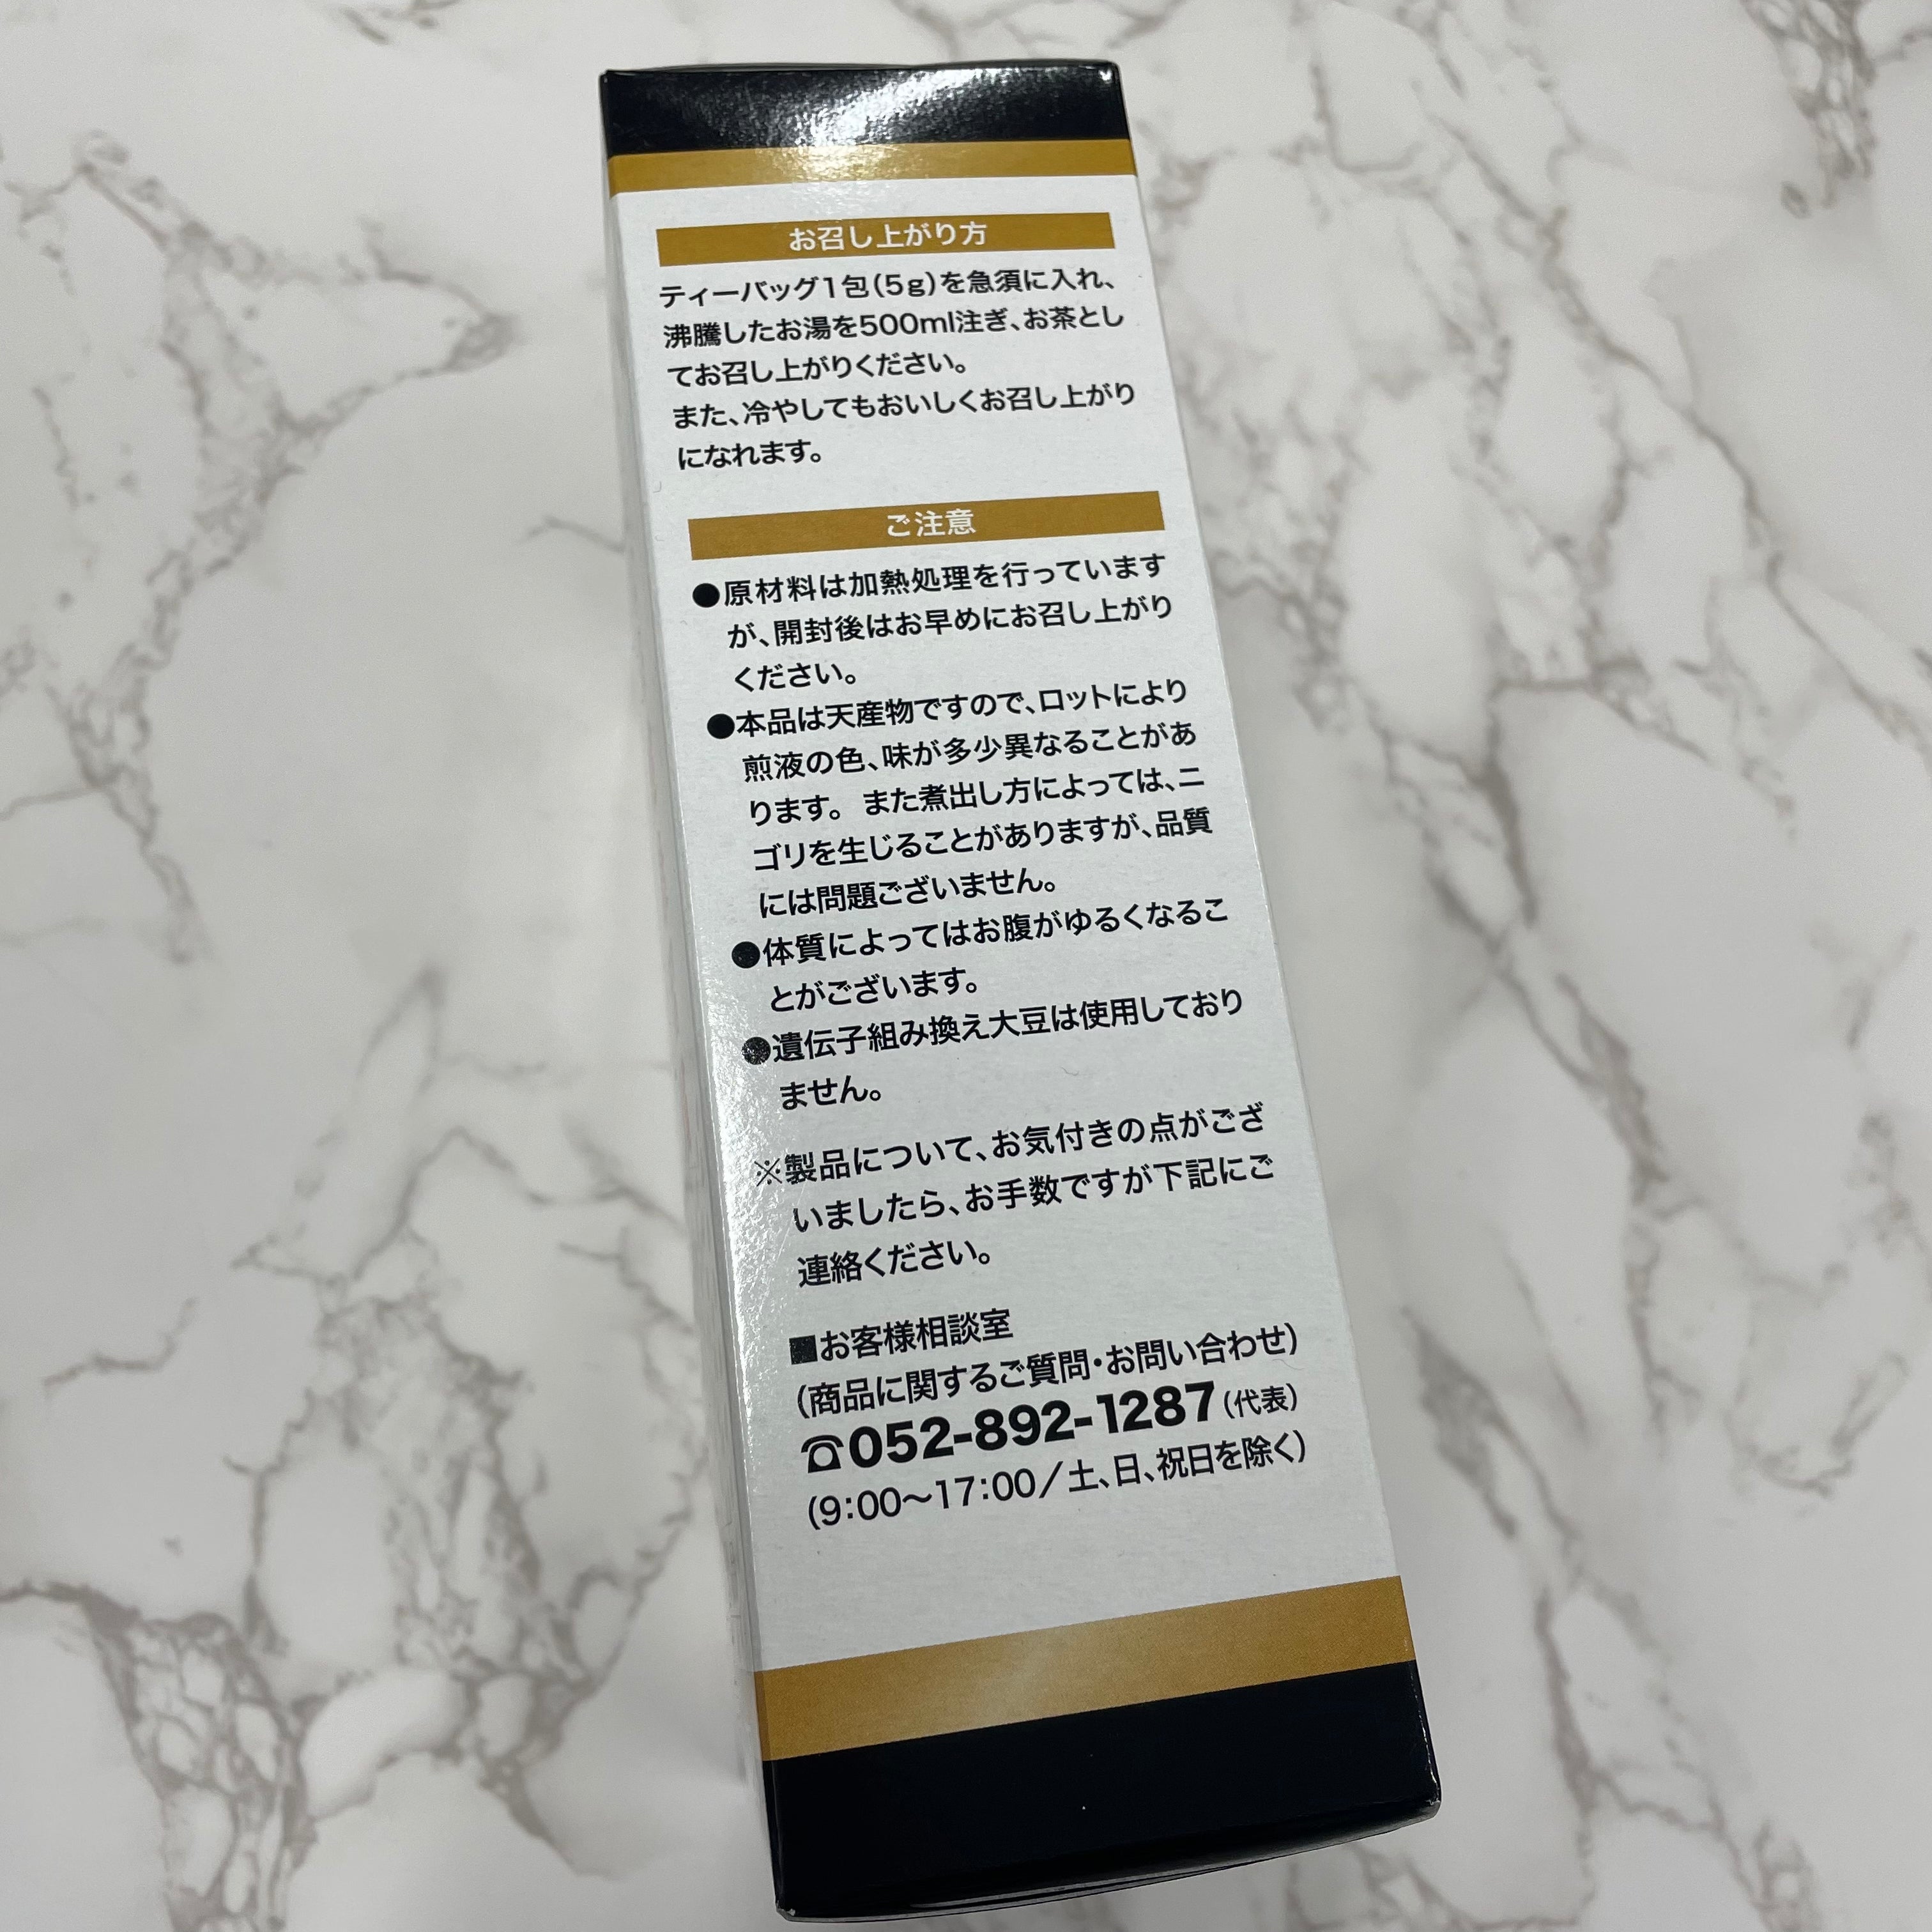 お召し上がり方
ティーバッグ1包(5g)を急須に入れ、
沸騰したお湯を500ml注ぎ、お茶とし
てお召し上がりください。
また、冷やしてもおいしくお召し上がり
になれます。
ご注意
●原材料は加熱処理を行っています
が、開封後はお早めにお召し上がり
ください。
●本品は天産物ですので、ロットにより
煎液の色、味が多少異なることがあ
ります。 また煮出し方によっては、ニ
ゴリを生じることがありますが、品質
には問題ございません。
●体質によってはお腹がゆるくなるこ
とがございます。
●遺伝子組み換え大豆は使用しており
ません。
※製品について、お気付きの点がござ
いましたら、お手数ですが下記にご
連絡ください。
■お客様相談室
(商品に関するご質問・お問い合わせ)
☎052-892-1287(代表)
(9:00〜17:00/土、日、祝日を除く)